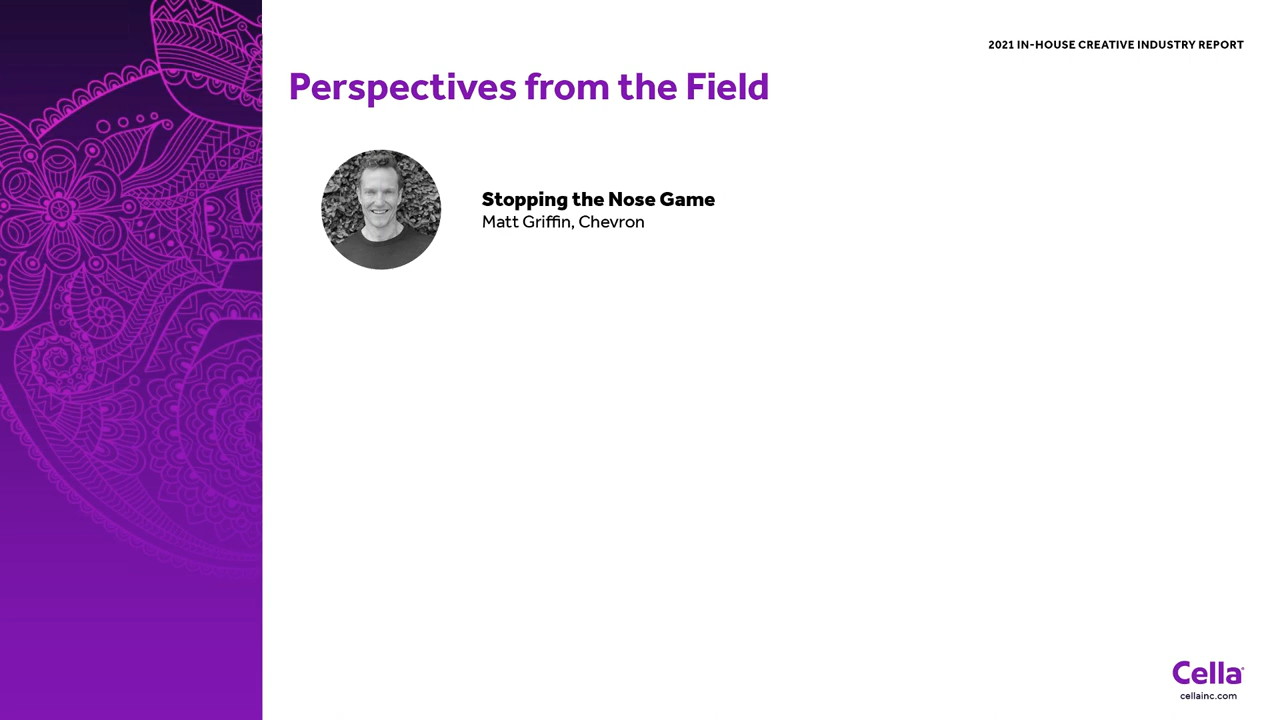 2021 IN-HOUSE CREATIVE INDUSTRY REPORT
Perspectives from the Field
Stopping the Nose Game
Matt Griffin, Chevron
Cella
cellainc.com